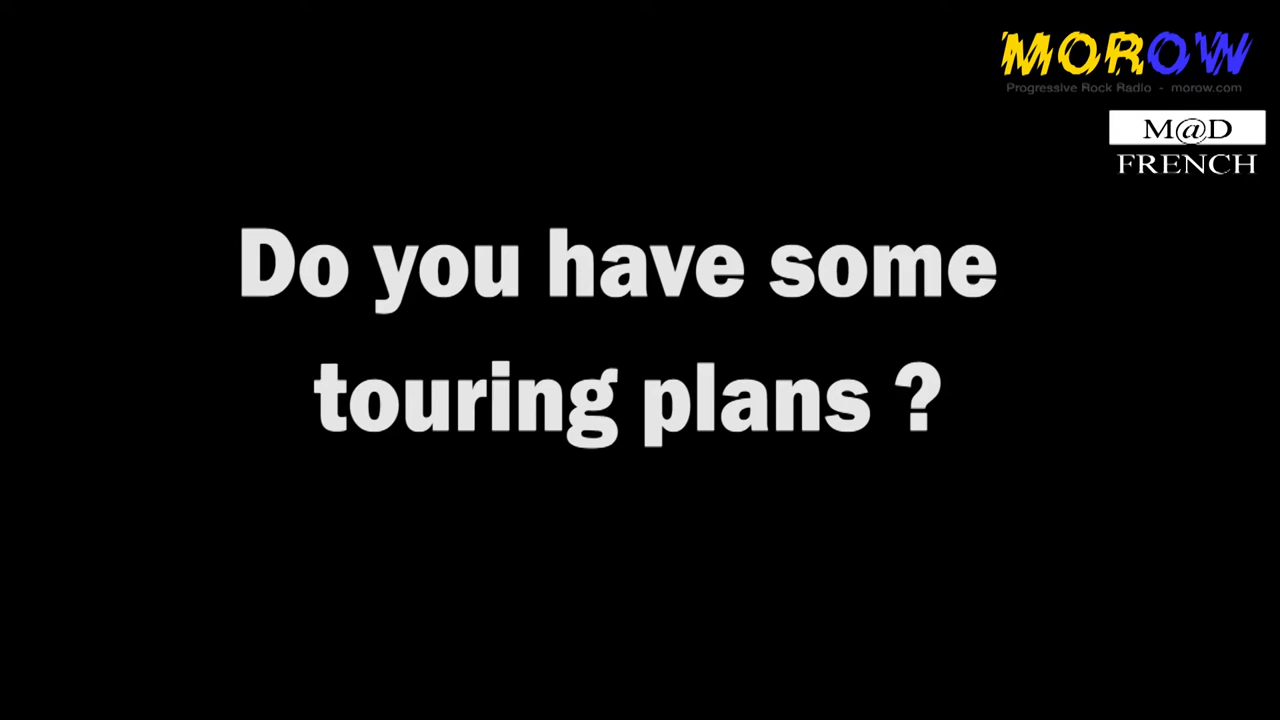 MOROW
Progressive Rock Radio - morow.com
M@D
FRENCH
Do you have some
touring plans ?